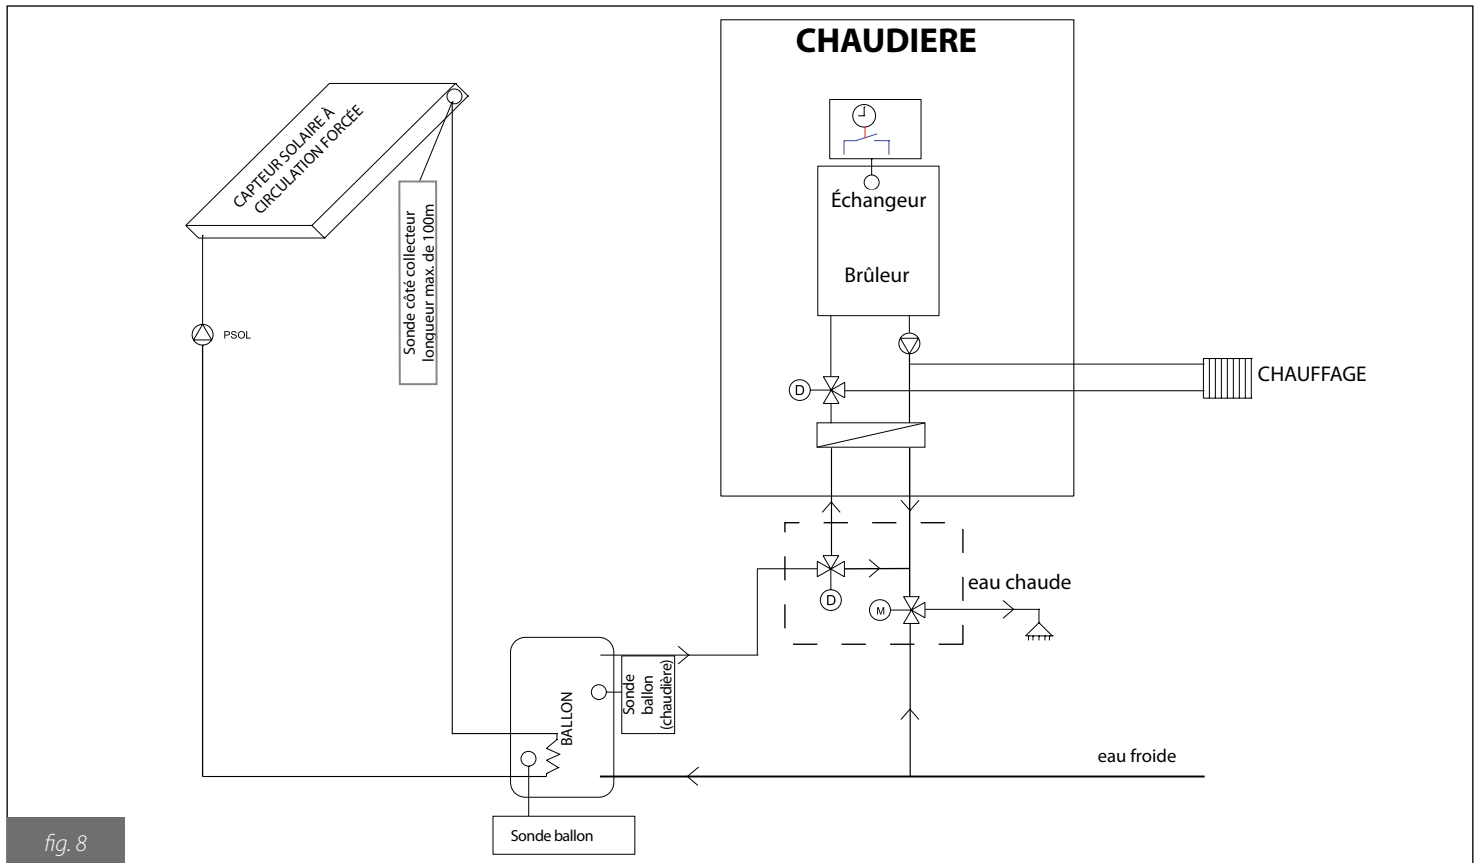 CHAUDIERE
CAPTEUR SOLAIRE À
CIRCULATION FORCÉE
Sonde côté collecteur
longueur max. de 100m
Échangeur
Brûleur
PSOL
D
CHAUFFAGE
D
M
eau chaude
Sonde
ballon
(chaudière)
BALLON
eau froide
Sonde ballon
fig. 8